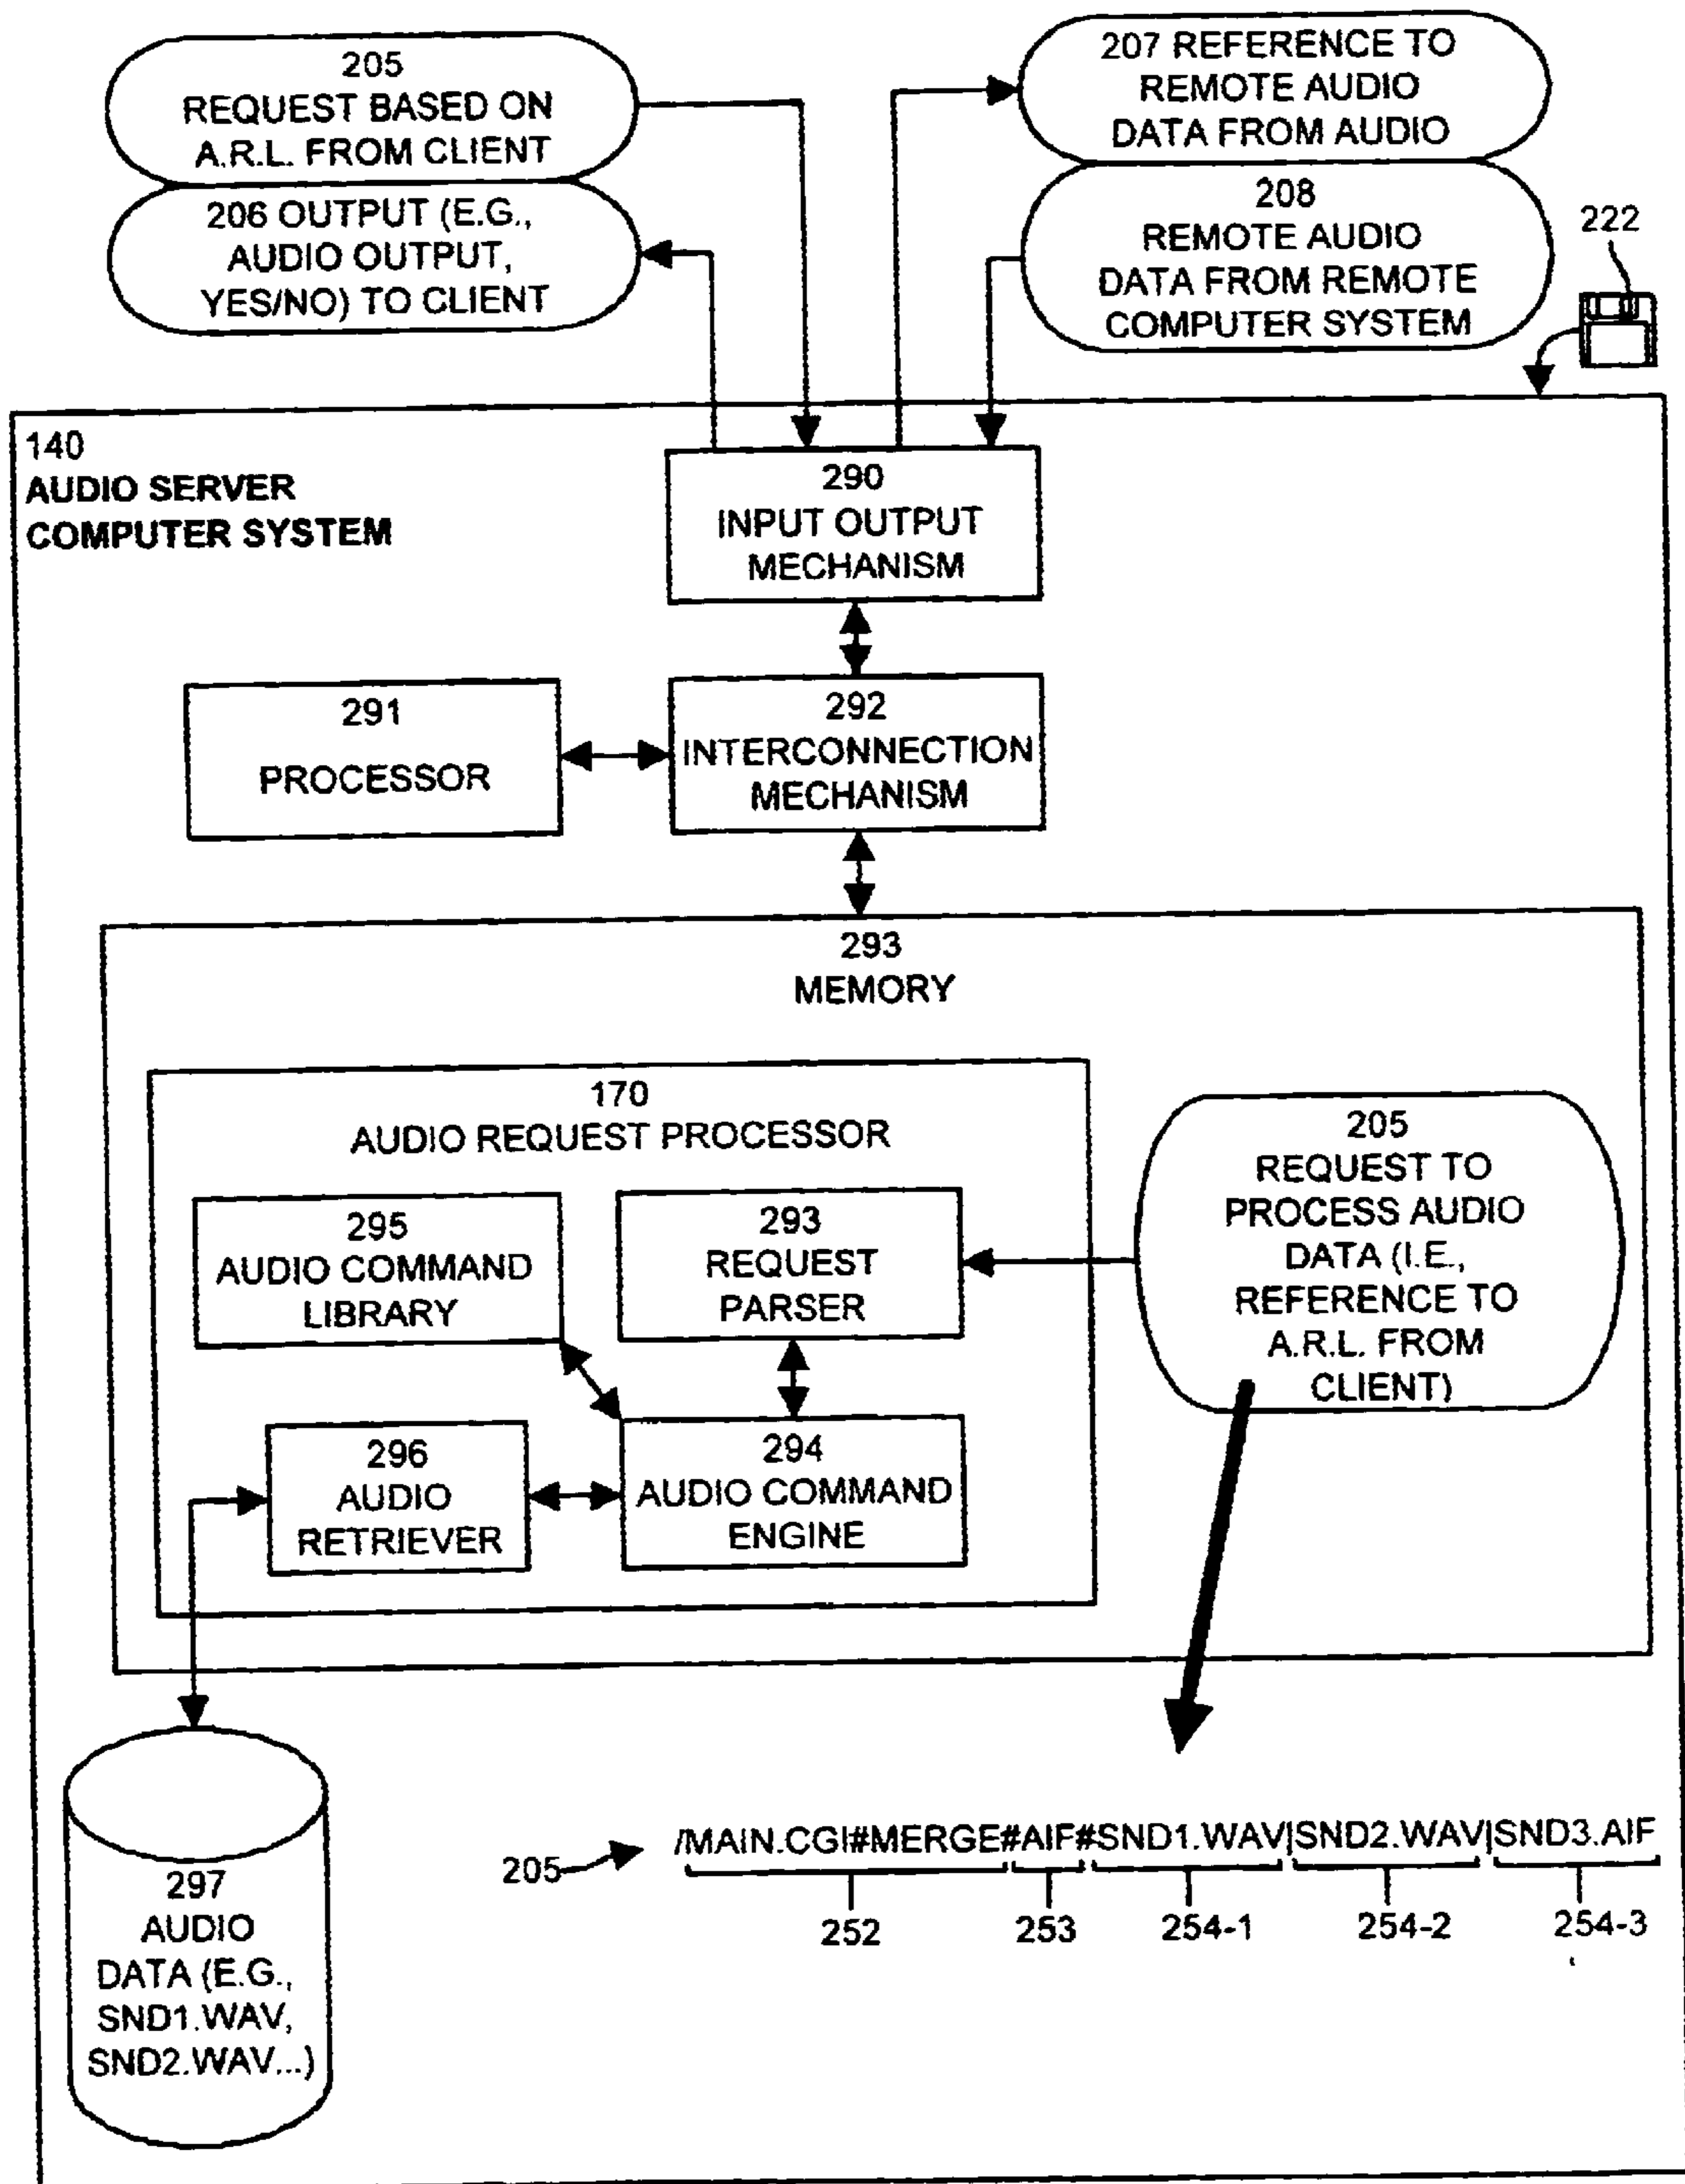 205
REQUEST BASED ON
A.R.L. FROM CLIENT
206 OUTPUT (E.G.,
AUDIO OUTPUT,
YES/NO) TO CLIENT
207 REFERENCE TO
REMOTE AUDIO
DATA FROM AUDIO
208
REMOTE AUDIO
DATA FROM REMOTE
COMPUTER SYSTEM
222
140
AUDIO SERVER
COMPUTER SYSTEM
290
INPUT OUTPUT
MECHANISM
291
PROCESSOR
292
INTERCONNECTION
MECHANISM
293
MEMORY
170
AUDIO REQUEST PROCESSOR
295
AUDIO COMMAND
LIBRARY
293
REQUEST
PARSER
205
REQUEST TO
PROCESS AUDIO
DATA (I.E.,
REFERENCE TO
A.R.L. FROM
CLIENT)
296
AUDIO
RETRIEVER
294
AUDIO COMMAND
ENGINE
297
AUDIO
DATA (E.G.,
SND1.WAV,
SND2.WAV...)
205
/MAIN.CGI#MERGE#AIF#SND1.WAV|SND2.WAV|SND3.AIF
252
253
254-1
254-2
254-3